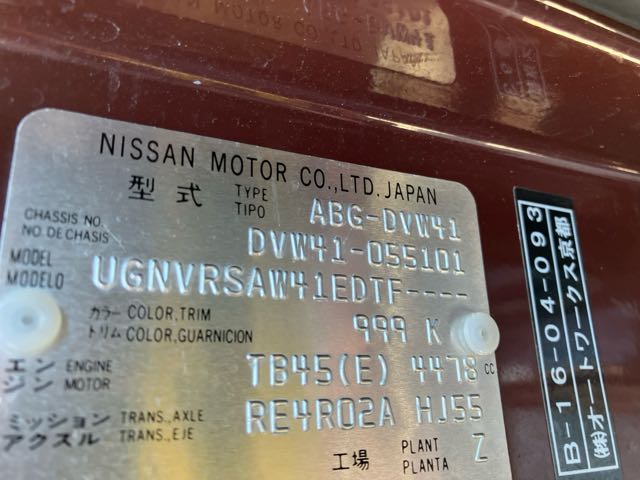 NISSAN MOTOR CO.,LTD. JAPAN
型式 TYPE TIPO ABG-DVW41
CHASSIS NO. NO. DE CHASIS DVW41-055101
MODEL MODELO UGNVRSAW41EDTF----
カラー COLOR,TRIM
トリム COLOR,GUARNICION 999 K
エンジン ENGINE MOTOR TB45(E) 4478 cc
ミッション TRANS.,AXLE
アクスル TRANS.,EJE RE4R02A HJ55
工場 PLANT PLANTA Z
B-16-04-093
(株)オートワークス京都